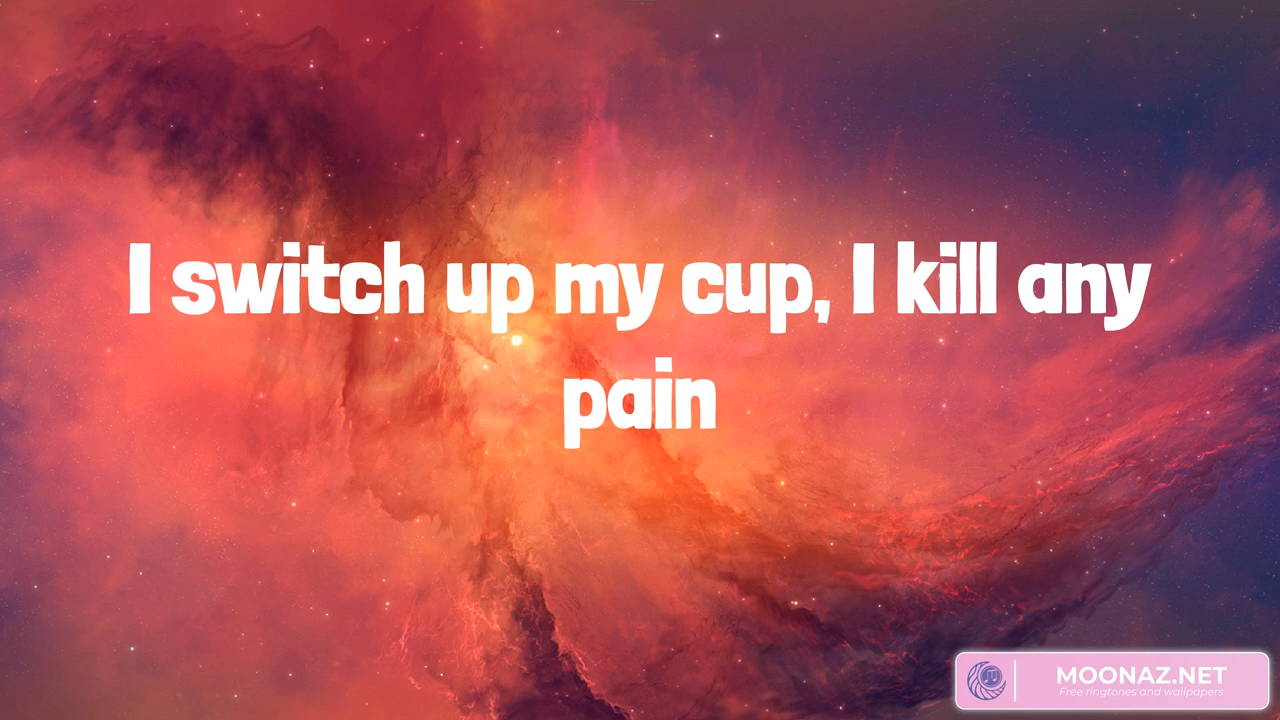 I switch up my cup, I kill any
pain
MOONAZ.NET
Free ringtones and wallpapers